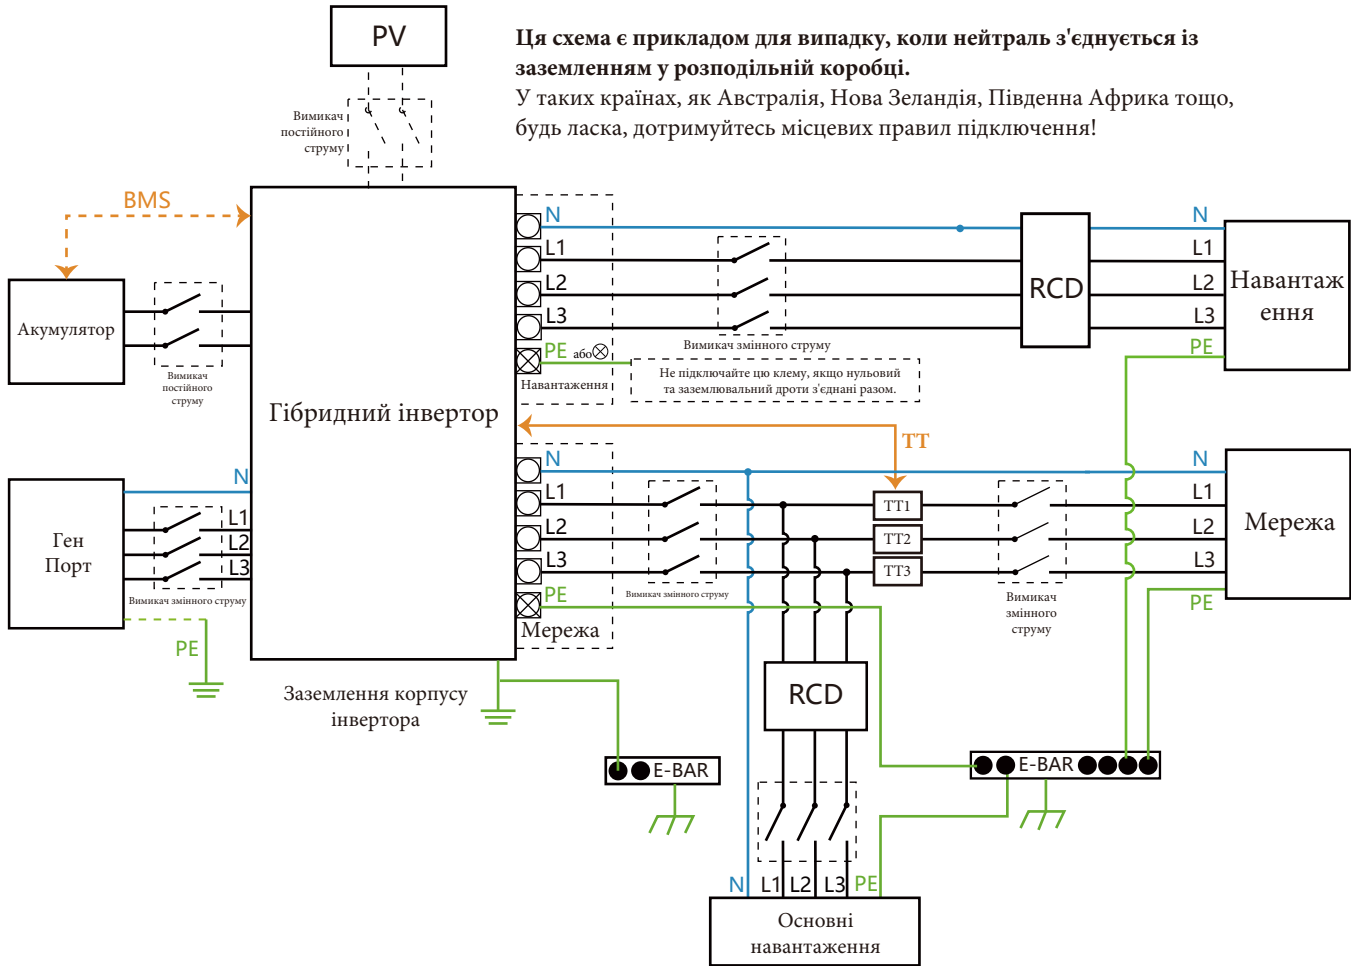 PV
Ця схема є прикладом для випадку, коли нейтраль з'єднується із
заземленням у розподільній коробці.
У таких країнах, як Австралія, Нова Зеландія, Південна Африка тощо,
будь ласка, дотримуйтесь місцевих правил підключення!
Вимикач
постійного
струму
BMS
N
L1
L2
L3
PE або
Навантаження
Вимикач змінного струму
Не підключайте цю клему, якщо нульовий
та заземлювальний дроти з'єднані разом.
RCD
N
L1
L2
L3
PE
Навантаж
ення
Акумулятор
Вимикач
постійного
струму
Гібридний інвертор
TT
Ген
Порт
N
L1
L2
L3
Вимикач змінного струму
PE
N
L1
L2
L3
PE
Мережа
Вимикач змінного струму
TT1
TT2
TT3
Вимикач
змінного
струму
N
L1
L2
L3
PE
Мережа
Заземлення корпусу
інвертора
RCD
E-BAR
E-BAR
N
L1
L2
L3
PE
Основні
навантаження